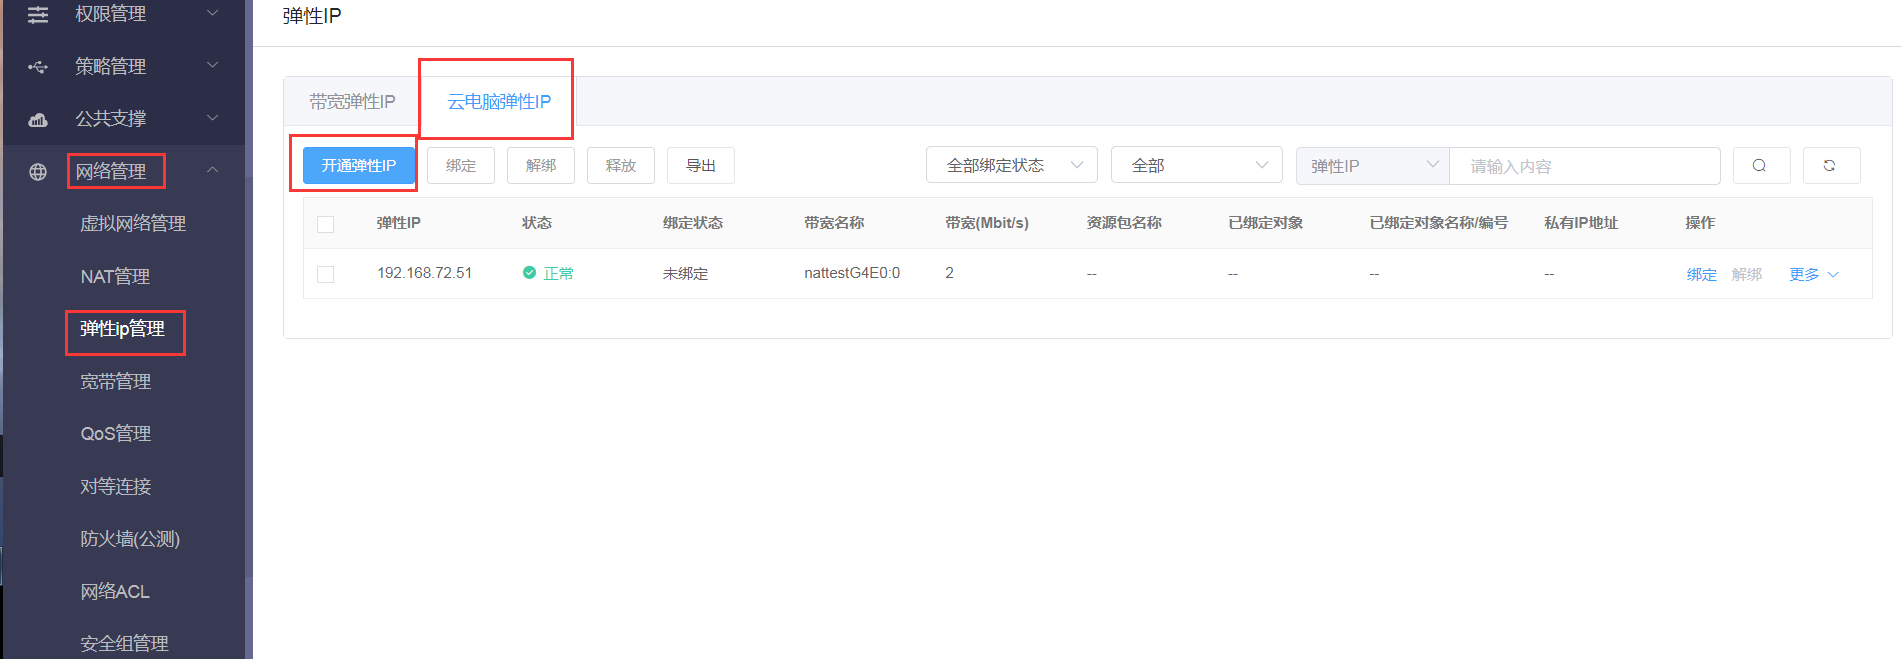 权限管理
策略管理
公共支撑
网络管理
虚拟网络管理
NAT管理
弹性ip管理
宽带管理
QoS管理
对等连接
防火墙(公测)
网络ACL
安全组管理
弹性IP
带宽弹性IP 云电脑弹性IP
开通弹性IP 绑定 解绑 释放 导出 全部绑定状态 全部 弹性IP 请输入内容
弹性IP 状态 绑定状态 带宽名称 带宽(Mbit/s) 资源包名称 已绑定对象 已绑定对象名称/编号 私有IP地址 操作
192.168.72.51 正常 未绑定 nattestG4E0:0 2 -- -- -- -- 绑定 解绑 更多